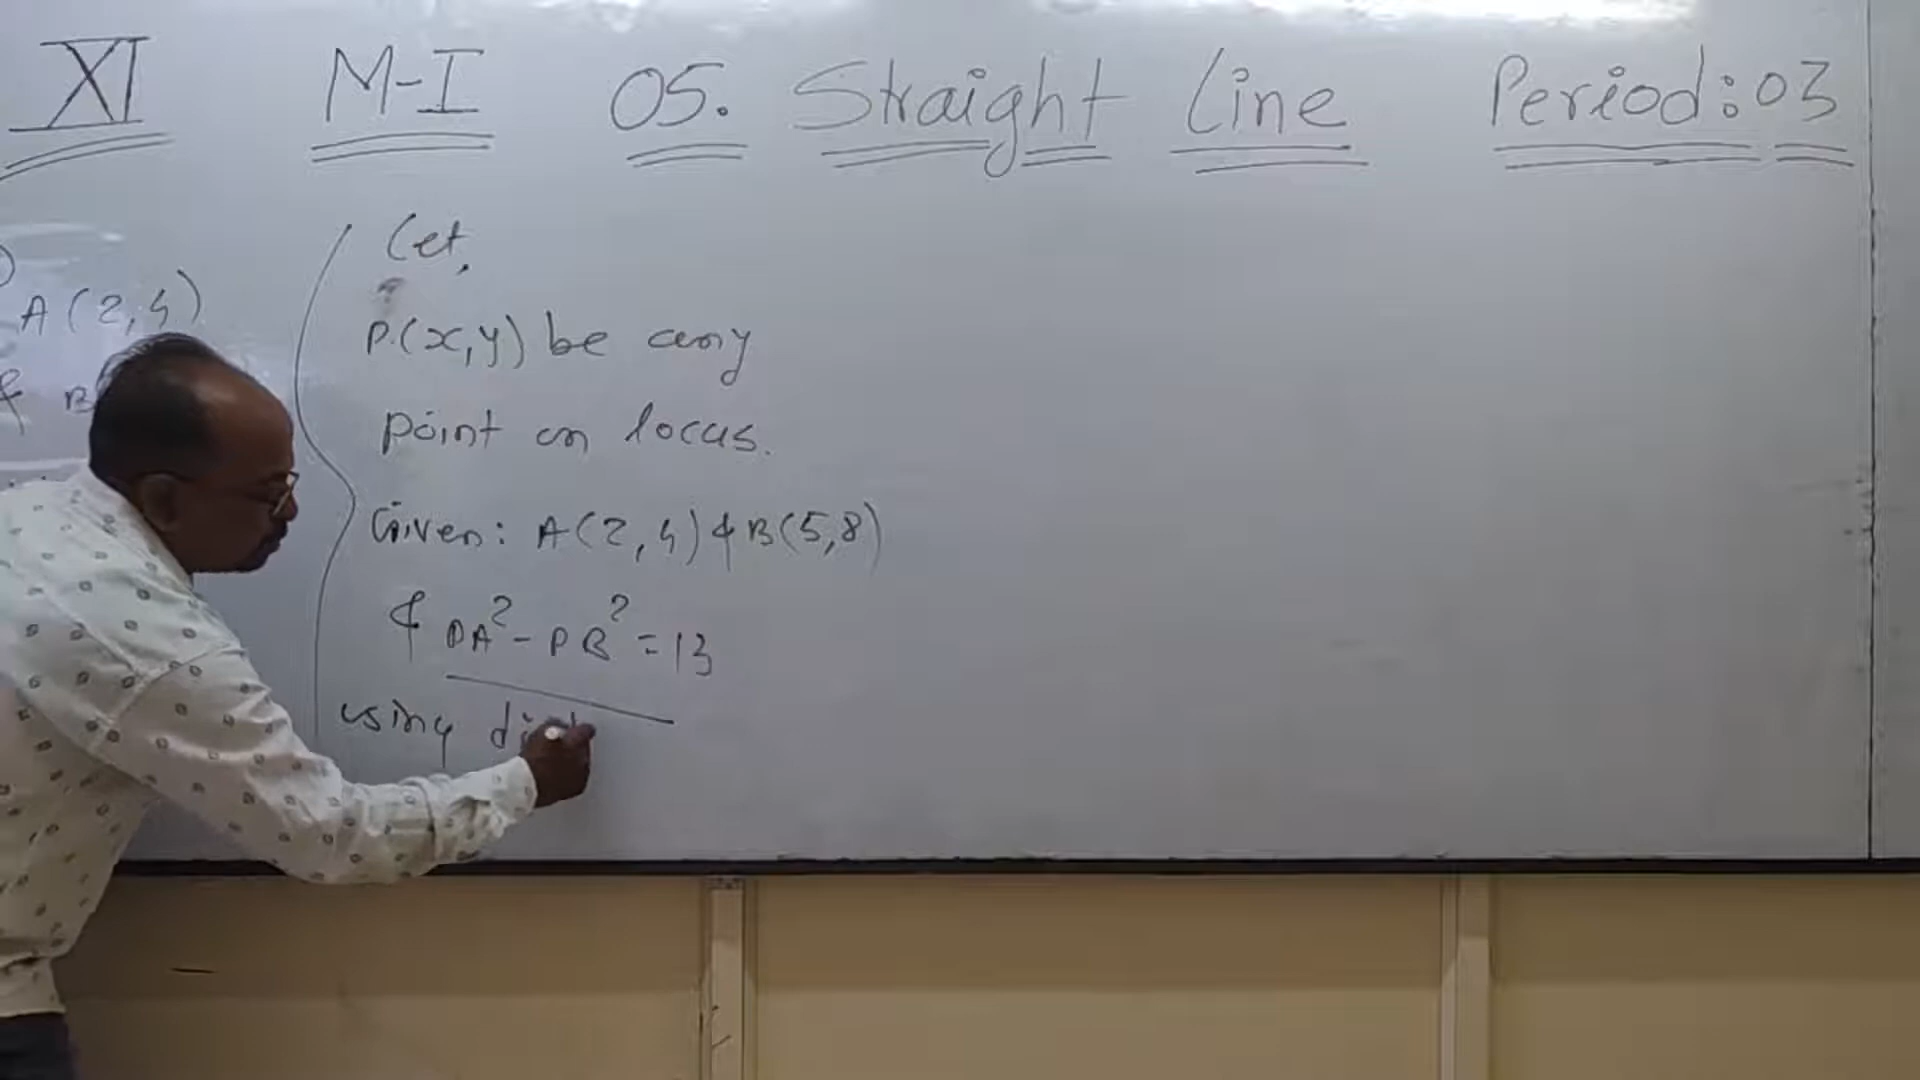 XI M-I 05. Straight Line Period: 03
A(2,4)
& B
Let,
P(x,y) be any
point on locus.
Given: A(2,4) & B(5,8)
& PA² - PB² = 13
using dist